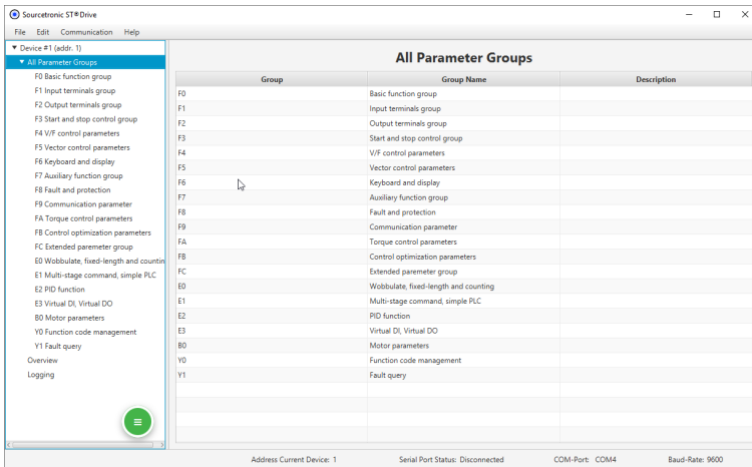 Sourcetronic ST®Drive
File Edit Communication Help
Device #1 (addr. 1)
All Parameter Groups
F0 Basic function group
F1 Input terminals group
F2 Output terminals group
F3 Start and stop control group
F4 V/F control parameters
F5 Vector control parameters
F6 Keyboard and display
F7 Auxiliary function group
F8 Fault and protection
F9 Communication parameter
FA Torque control parameters
FB Control optimization parameters
FC Extended paremeter group
E0 Wobbulate, fixed-length and countin
E1 Multi-stage command, simple PLC
E2 PID function
E3 Virtual DI, Virtual DO
B0 Motor parameters
Y0 Function code management
Y1 Fault query
Overview
Logging
All Parameter Groups
Group Group Name Description
F0 Basic function group
F1 Input terminals group
F2 Output terminals group
F3 Start and stop control group
F4 V/F control parameters
F5 Vector control parameters
F6 Keyboard and display
F7 Auxiliary function group
F8 Fault and protection
F9 Communication parameter
FA Torque control parameters
FB Control optimization parameters
FC Extended paremeter group
E0 Wobbulate, fixed-length and counting
E1 Multi-stage command, simple PLC
E2 PID function
E3 Virtual DI, Virtual DO
B0 Motor parameters
Y0 Function code management
Y1 Fault query
Address Current Device: 1 Serial Port Status: Disconnected COM-Port: COM4 Baud-Rate: 9600